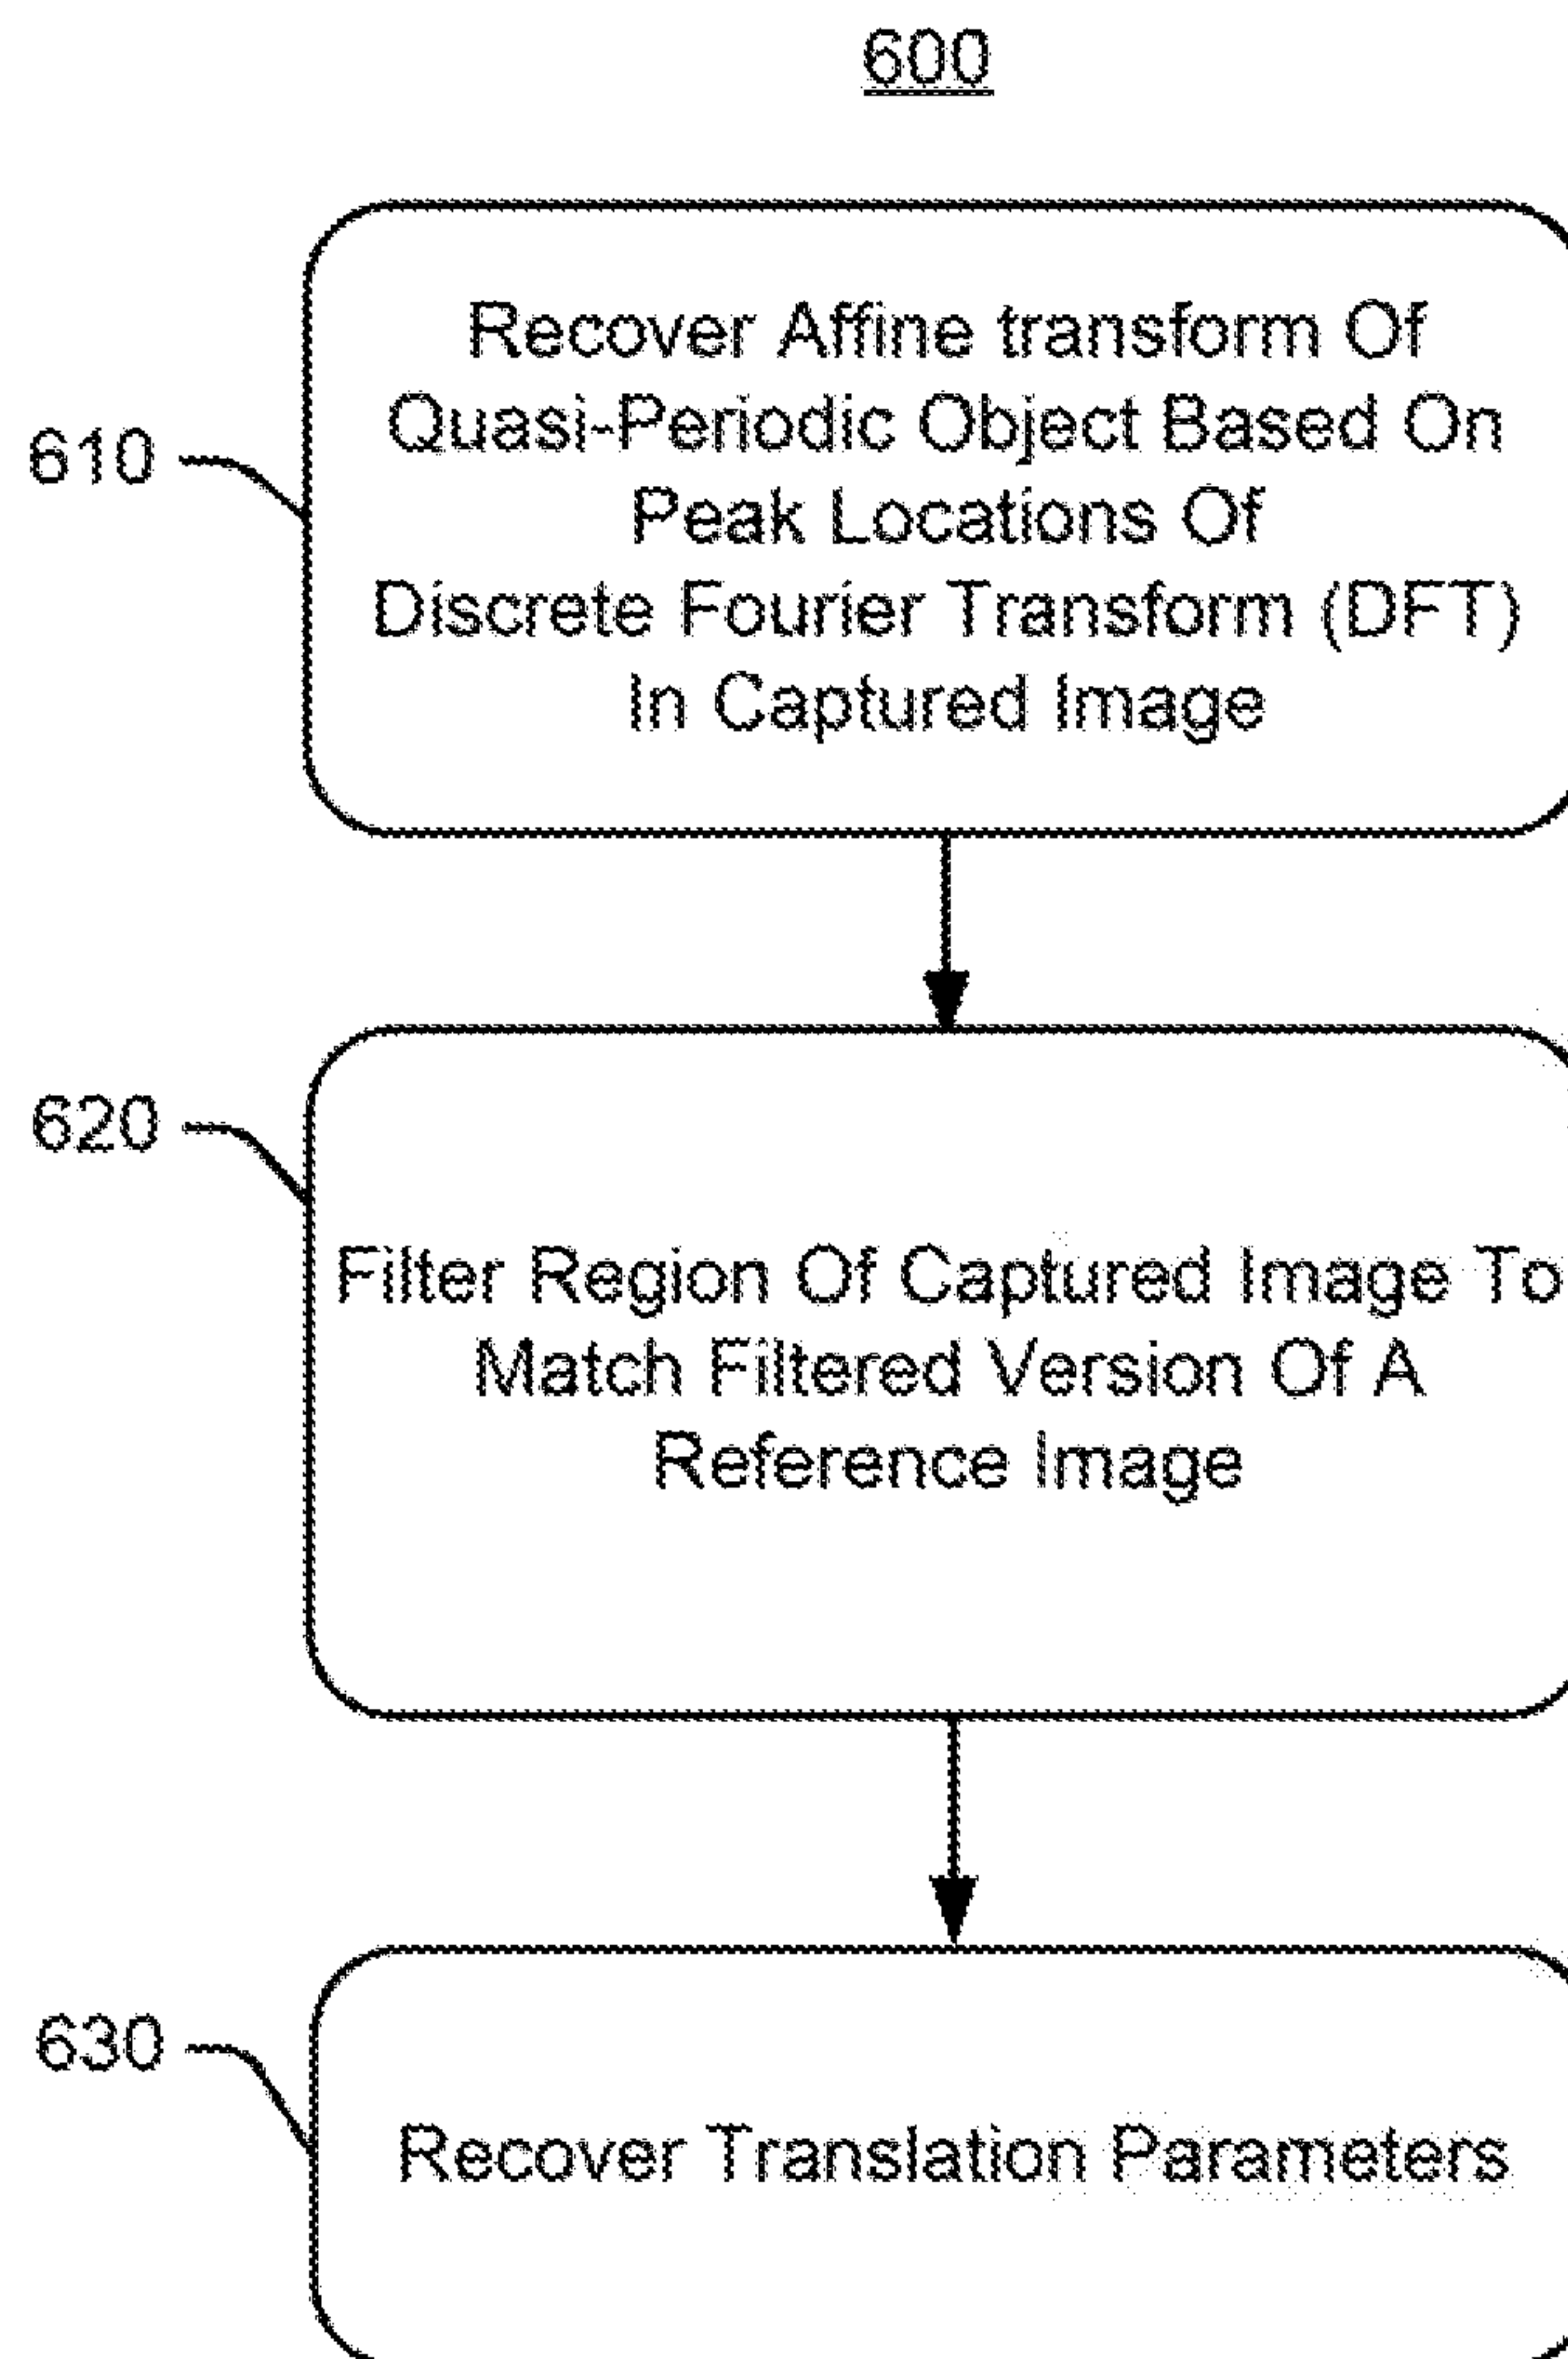 600
610
Recover Affine transform Of
Quasi-Periodic Object Based On
Peak Locations Of
Discrete Fourier Transform (DFT)
In Captured Image
620
Filter Region Of Captured Image To
Match Filtered Version Of A
Reference Image
630
Recover Translation Parameters